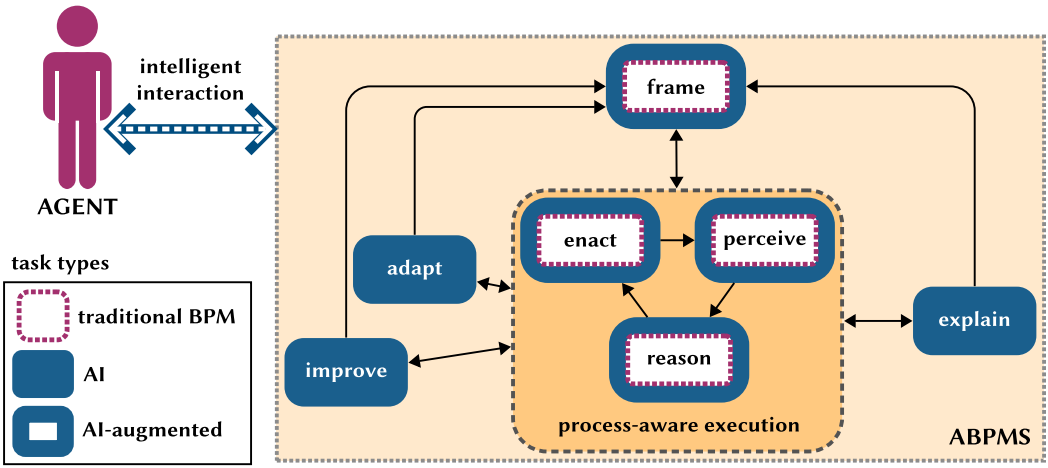 intelligent
interaction
AGENT
frame
enact
perceive
reason
process-aware execution
adapt
improve
explain
ABPMS
task types
traditional BPM
AI
AI-augmented